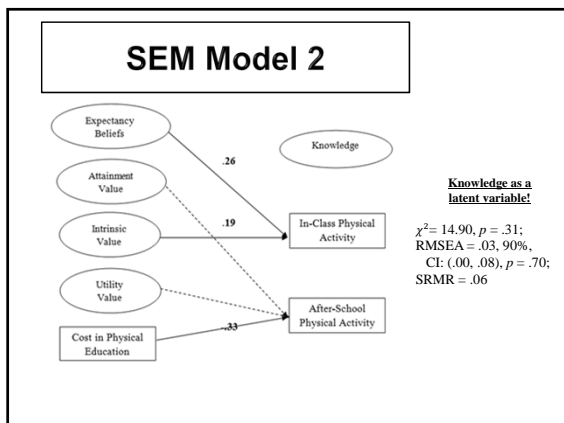 SEM Model 2
Expectancy
Beliefs
.26
Knowledge
Attainment
Value
Intrinsic
Value
.19
In-Class Physical
Activity
Utility
Value
After-School
Physical Activity
Cost in Physical
Education
-.33
Knowledge as a
latent variable!
χ²= 14.90, p = .31;
RMSEA = .03, 90%,
CI: (.00, .08), p = .70;
SRMR = .06